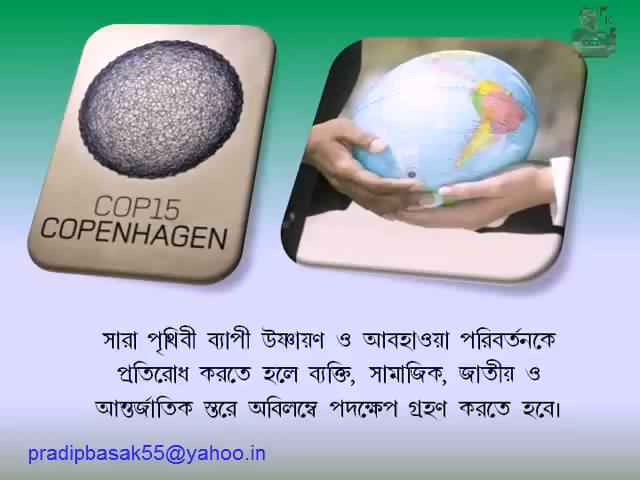 COP15
COPENHAGEN
সারা পৃথিবী ব্যাপী উষ্ণায়ণ ও আবহাওয়া পরিবর্তনকে
প্রতিরোধ করতে হলে ব্যক্তি, সামাজিক, জাতীয় ও
আন্তর্জাতিক স্তরে অবিলম্বে পদক্ষেপ গ্রহণ করতে হবে।
pradipbasak55@yahoo.in